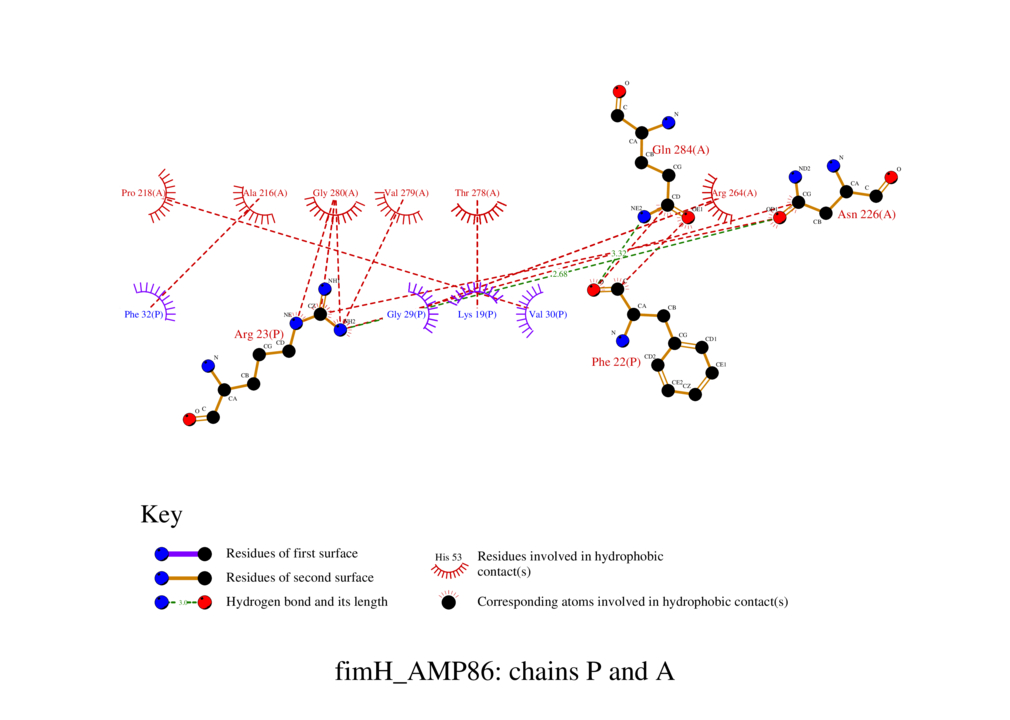 O
C
N
CA
CB
Gln 284(A)
CG
CD
NE2
OE1
N
ND2
O
CG
CA
C
CB
Asn 226(A)
Pro 218(A)
Ala 216(A)
Gly 280(A)
Val 279(A)
Thr 278(A)
Arg 264(A)
3.32
2.68
Phe 32(P)
NE
CZ
NH2
Arg 23(P)
CG
CD
N
CB
CA
O
C
Gly 29(P)
Lys 19(P)
Val 30(P)
CA
CB
N
CG
CD1
Phe 22(P)
CD2
CE1
CE2
CZ
Key
Residues of first surface
Residues of second surface
3.0
Hydrogen bond and its length
His 53
Residues involved in hydrophobic
contact(s)
Corresponding atoms involved in hydrophobic contact(s)
fimH_AMP86: chains P and A